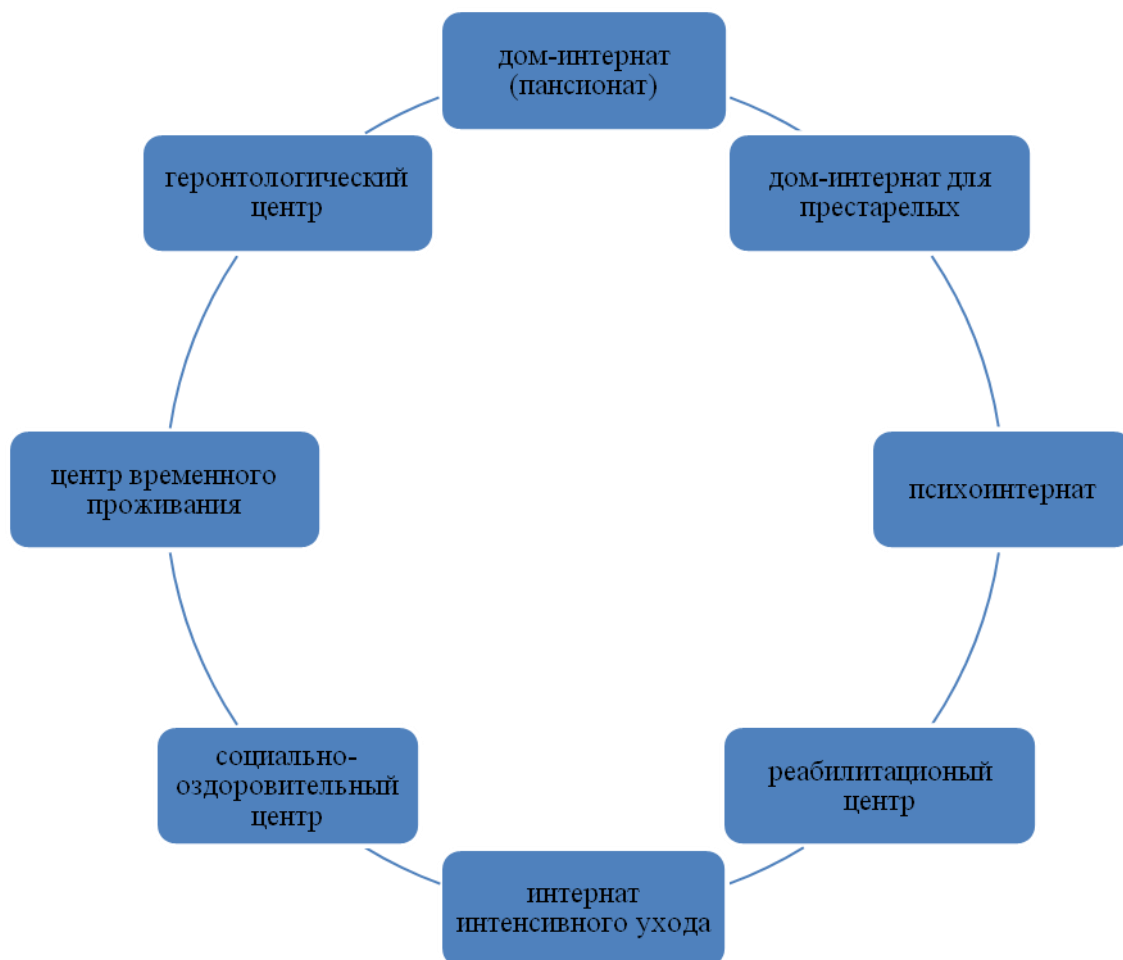 дом-интернат
(пансионат)
дом-интернат для
престарелых
психоинтернат
реабилитационый
центр
интернат
интенсивного ухода
социально-
оздоровительный
центр
центр временного
проживания
геронтологический
центр